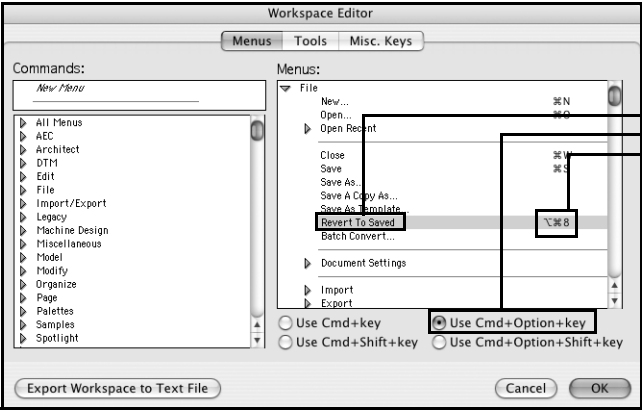 Workspace Editor
Menus Tools Misc. Keys
Commands:
New Menu
All Menus
AEC
Architect
DTM
Edit
File
Import/Export
Legacy
Machine Design
Miscellaneous
Model
Modify
Organize
Page
Palettes
Samples
Spotlight
Menus:
File
New... ⌘N
Open... ⌘O
Open Recent
Close ⌘W
Save ⌘S
Save As...
Save A Copy As...
Save As Template...
Revert To Saved ⌥⌘8
Batch Convert...
Document Settings
Import
Export
Use Cmd+key Use Cmd+Option+key
Use Cmd+Shift+key Use Cmd+Option+Shift+key
Export Workspace to Text File Cancel OK